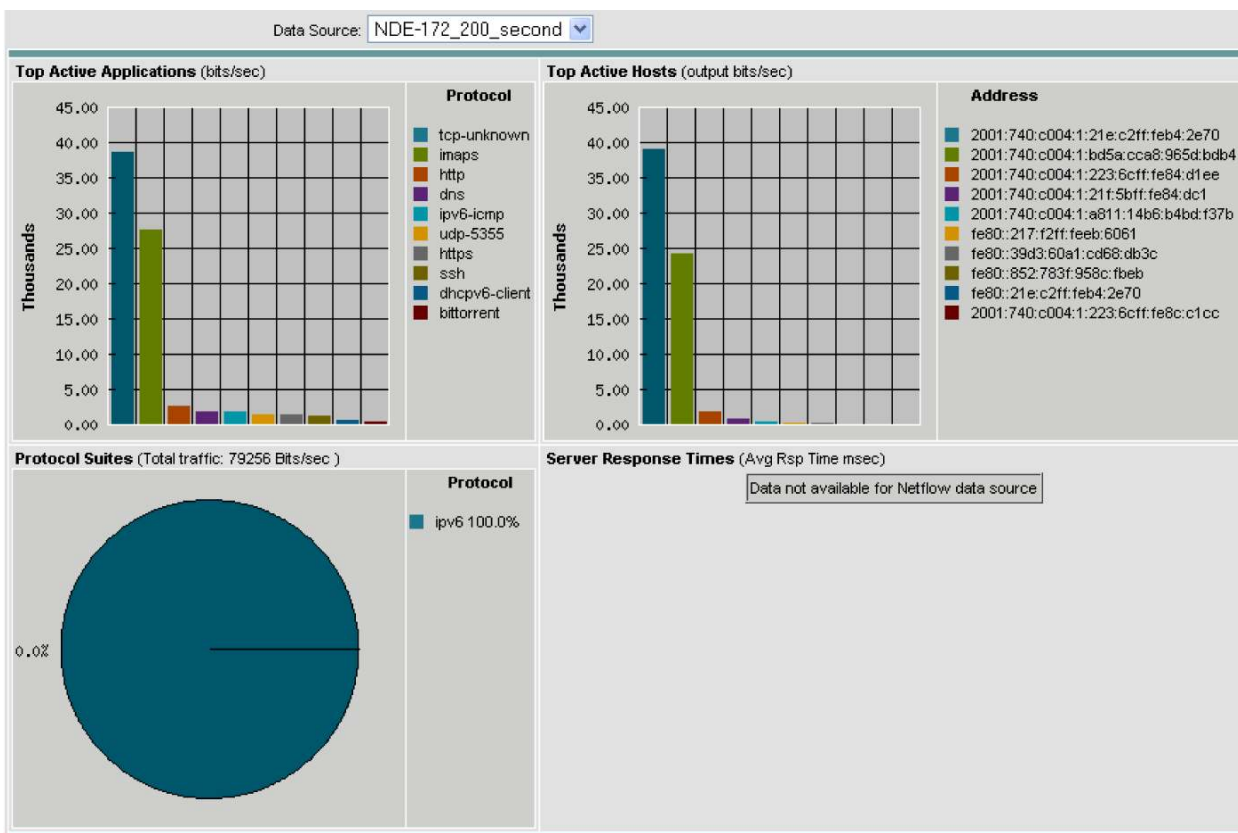 Data Source: NDE-172_200_second
Top Active Applications (bits/sec)
45.00
40.00
35.00
30.00
25.00
20.00
15.00
10.00
5.00
0.00
Thousands
Protocol
tcp-unknown
imaps
http
dns
ipv6-icmp
udp-5355
https
ssh
dhcpv6-client
bittorrent
Top Active Hosts (output bits/sec)
45.00
40.00
35.00
30.00
25.00
20.00
15.00
10.00
5.00
0.00
Thousands
Address
2001:740:c004:1:21e:c2ff:feb4:2e70
2001:740:c004:1:bd5a:cca8:965d:bdb4
2001:740:c004:1:223:6cff:fe84:d1ee
2001:740:c004:1:21f:5bff:fe84:dc1
2001:740:c004:1:a811:14b6:b4bd:f37b
fe80::217:f2ff:feeb:6061
fe80::39d3:60a1:cd68:db3c
fe80::852:783f:958c:fbeb
fe80::21e:c2ff:feb4:2e70
2001:740:c004:1:223:6cff:fe8c:c1cc
Protocol Suites (Total traffic: 79256 Bits/sec )
0.0%
Protocol
ipv6 100.0%
Server Response Times (Avg Rsp Time msec)
Data not available for Netflow data source